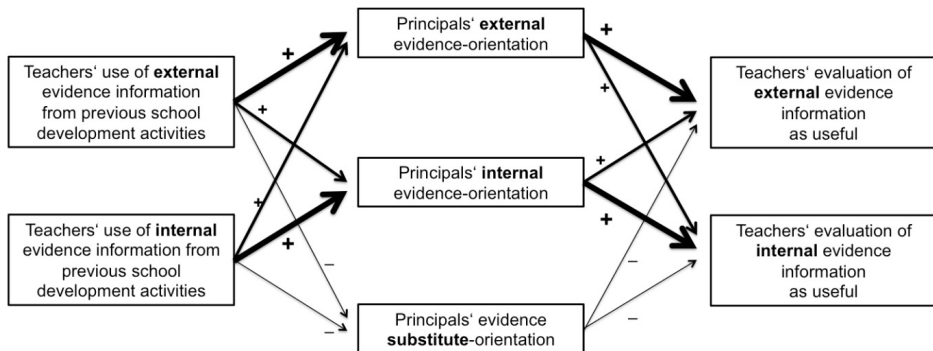 Principals‘ external
evidence-orientation
Teachers‘ use of external
evidence information
from previous school
development activities
Teachers‘ evaluation of
external evidence
information
as useful
Principals‘ internal
evidence-orientation
Teachers‘ use of internal
evidence information from
previous school
development activities
Teachers‘ evaluation of
internal evidence
information
as useful
Principals‘ evidence
substitute-orientation
+
+
+
+
–
–
+
+
+
+
–
–